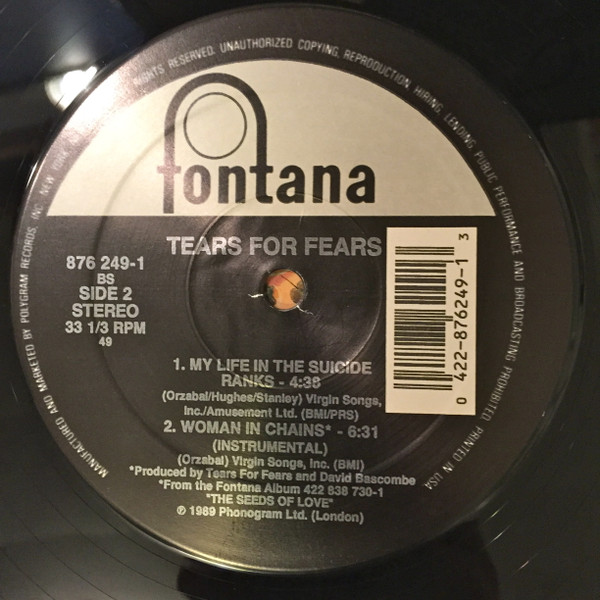 MANUFACTURED AND MARKETED BY POLYGRAM RECORDS, INC. NEW YORK
RIGHTS RESERVED. UNAUTHORIZED COPYING, REPRODUCTION, HIRING, LENDING, PUBLIC PERFORMANCE AND BROADCASTING PROHIBITED. PRINTED IN USA
fontana
TEARS FOR FEARS
876 249-1
BS
SIDE 2
STEREO
33 1/3 RPM
49
0 422-876249-1 3
1. MY LIFE IN THE SUICIDE
RANKS - 4:38
(Orzabal/Hughes/Stanley) Virgin Songs,
Inc./Amusement Ltd. (BMI/PRS)
2. WOMAN IN CHAINS* - 6:31
(INSTRUMENTAL)
(Orzabal) Virgin Songs, Inc. (BMI)
*Produced by Tears For Fears and David Bascombe
*From the Fontana Album 422 838 730-1
"THE SEEDS OF LOVE"
℗ 1989 Phonogram Ltd. (London)